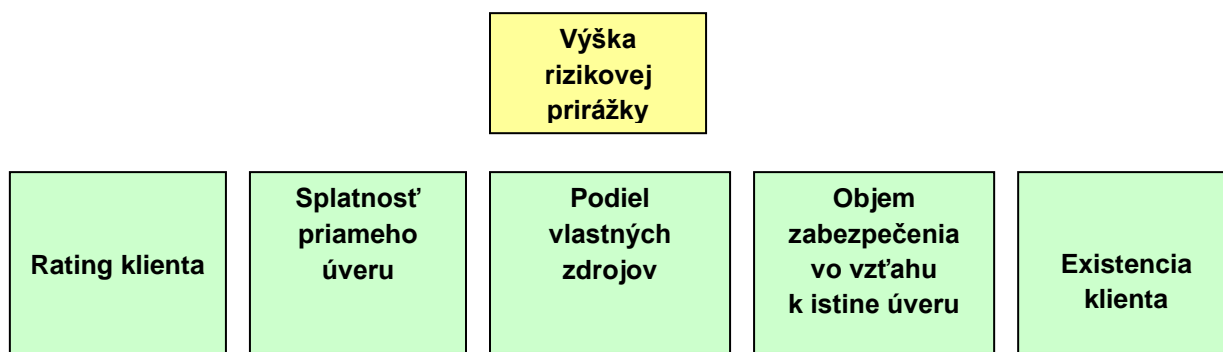 Výška
rizikovej
prirážky
Rating klienta
Splatnosť
priameho
úveru
Podiel
vlastných
zdrojov
Objem
zabezpečenia
vo vzťahu
k istine úveru
Existencia
klienta